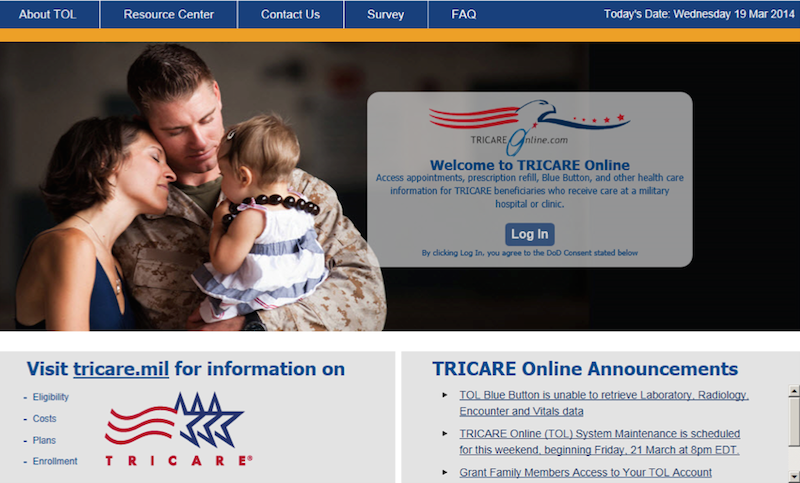 About TOL
Resource Center
Contact Us
Survey
FAQ
Today's Date: Wednesday 19 Mar 2014
TRICARE Online.com
Welcome to TRICARE Online
Access appointments, prescription refill, Blue Button, and other health care
information for TRICARE beneficiaries who receive care at a military
hospital or clinic.
Log In
By clicking Log In, you agree to the DoD Consent stated below
Visit tricare.mil for information on
- Eligibility
- Costs
- Plans
- Enrollment
TRICARE®
TRICARE Online Announcements
TOL Blue Button is unable to retrieve Laboratory, Radiology,
Encounter and Vitals data
TRICARE Online (TOL) System Maintenance is scheduled
for this weekend, beginning Friday, 21 March at 8pm EDT.
Grant Family Members Access to Your TOL Account